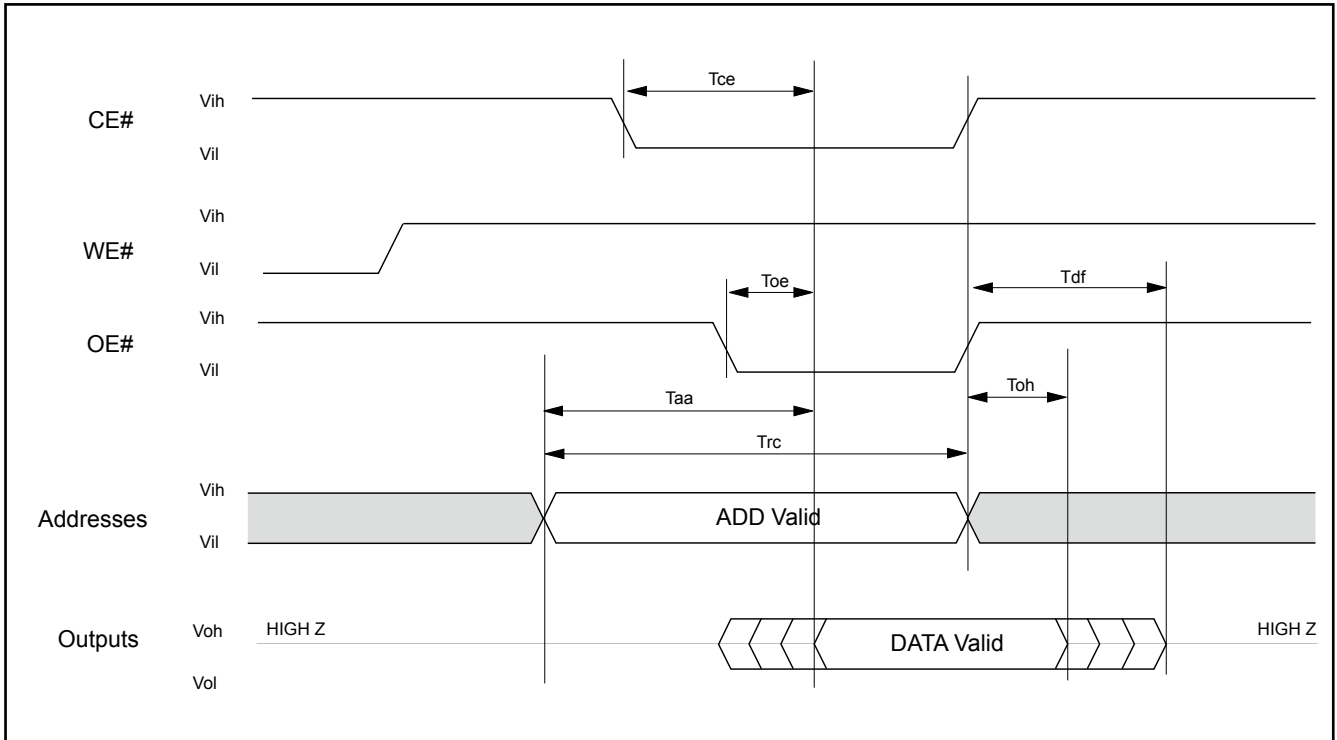 Tce
Vih
CE#
Vil
Vih
WE#
Vil
Toe
Tdf
Vih
OE#
Vil
Toh
Taa
Trc
Vih
Addresses
ADD Valid
Vil
Voh
HIGH Z
HIGH Z
Outputs
DATA Valid
Vol